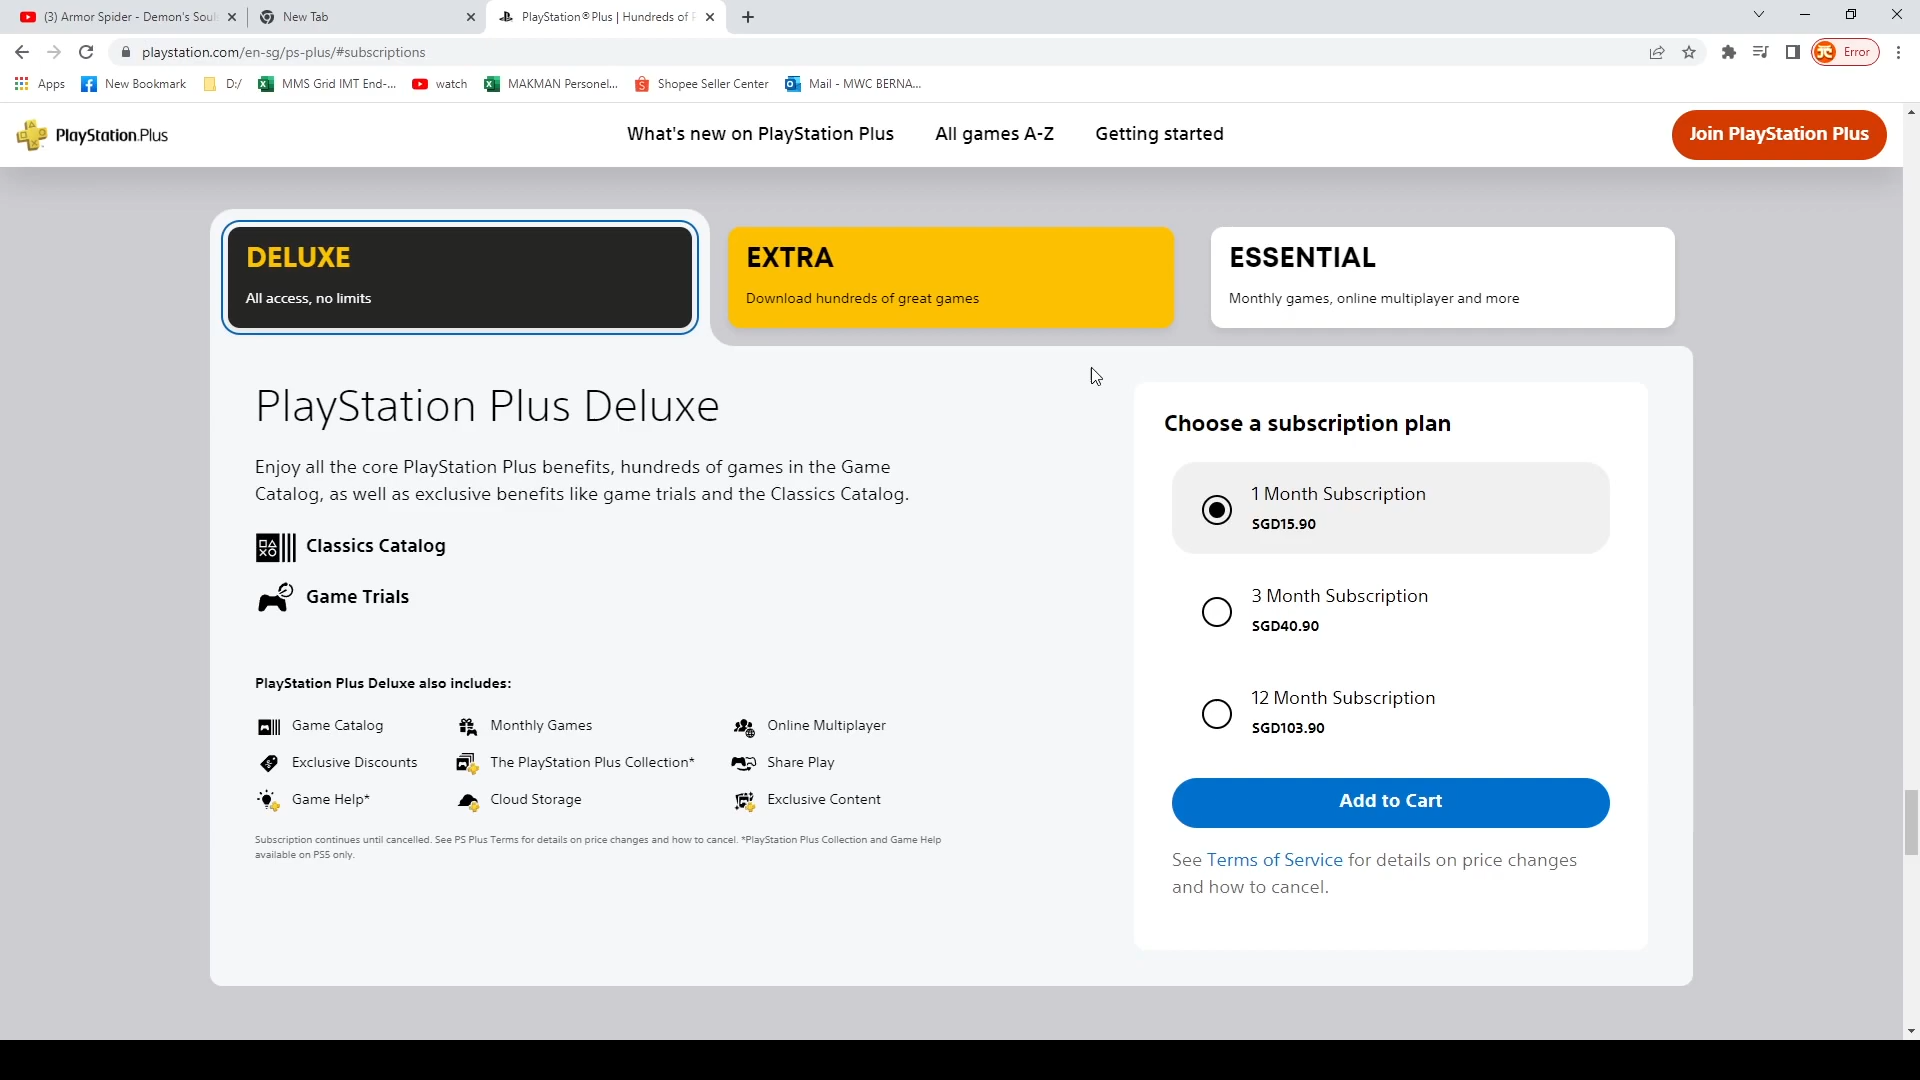 (3) Armor Spider - Demon's Soul
New Tab
PlayStation®Plus | Hundreds of P
playstation.com/en-sg/ps-plus/#subscriptions
Error
Apps
New Bookmark
D:/
MMS Grid IMT End-...
watch
MAKMAN Personel...
Shopee Seller Center
Mail - MWC BERNA...
PlayStation.Plus
What's new on PlayStation Plus
All games A-Z
Getting started
Join PlayStation Plus
DELUXE
All access, no limits
EXTRA
Download hundreds of great games
ESSENTIAL
Monthly games, online multiplayer and more
PlayStation Plus Deluxe
Enjoy all the core PlayStation Plus benefits, hundreds of games in the Game
Catalog, as well as exclusive benefits like game trials and the Classics Catalog.
Classics Catalog
Game Trials
PlayStation Plus Deluxe also includes:
Game Catalog
Monthly Games
Online Multiplayer
Exclusive Discounts
The PlayStation Plus Collection*
Share Play
Game Help*
Cloud Storage
Exclusive Content
Subscription continues until cancelled. See PS Plus Terms for details on price changes and how to cancel. *PlayStation Plus Collection and Game Help
available on PS5 only.
Choose a subscription plan
1 Month Subscription
SGD15.90
3 Month Subscription
SGD40.90
12 Month Subscription
SGD103.90
Add to Cart
See Terms of Service for details on price changes
and how to cancel.